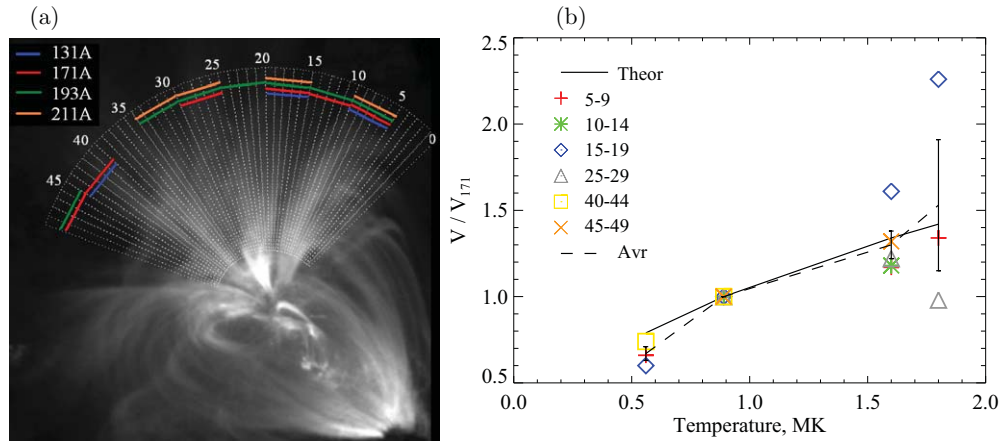 (a)
131A
171A
193A
211A
45
40
35
30
25
20
15
10
5
0
(b)
V / V171
2.5
2.0
1.5
1.0
0.5
Theor
5-9
10-14
15-19
25-29
40-44
45-49
Avr
0.0 0.5 1.0 1.5 2.0
Temperature, MK